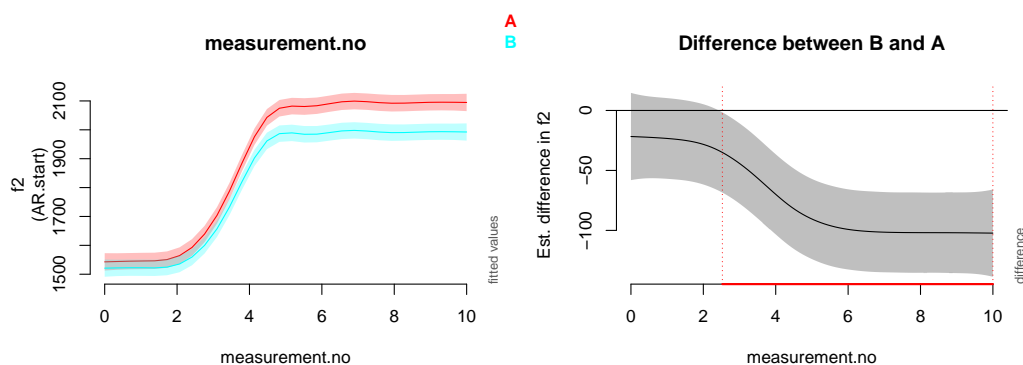 measurement.no
f2
(AR.start)
1500
1700
1900
2100
0
2
4
6
8
10
measurement.no
fitted values
A
B
Difference between B and A
Est. difference in f2
0
−50
−100
0
2
4
6
8
10
measurement.no
difference